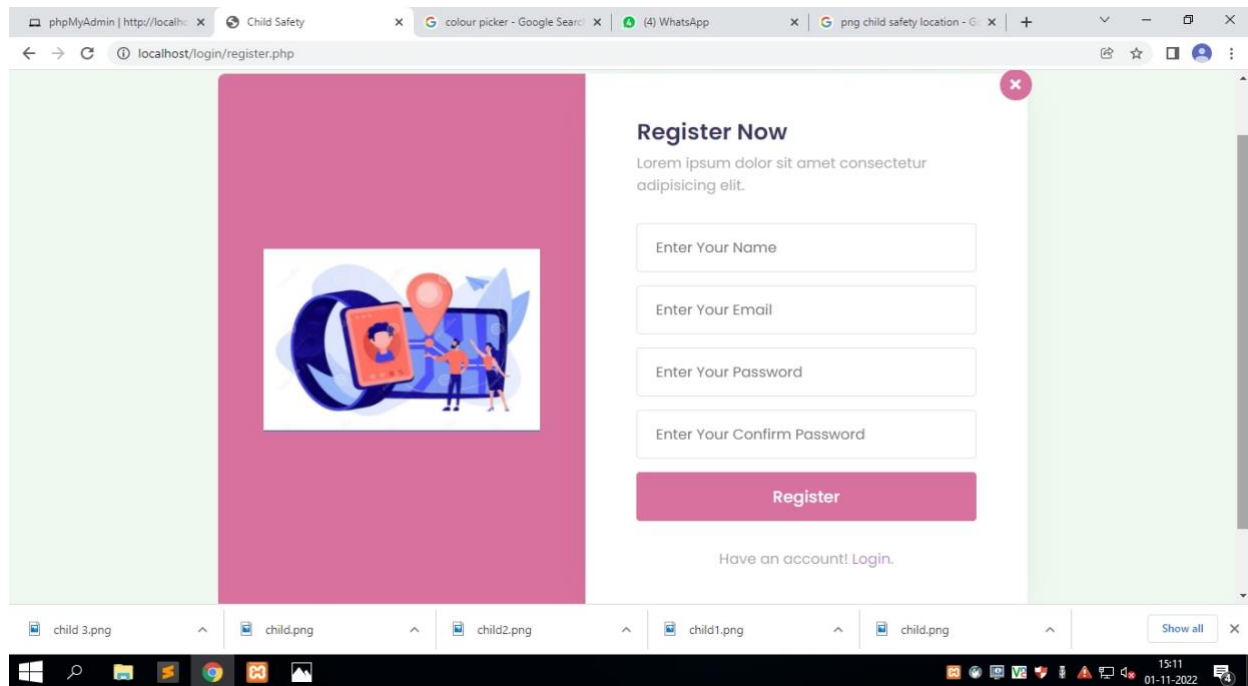 phpMyAdmin | http://localho
Child Safety
colour picker - Google Searc
(4) WhatsApp
png child safety location - G
localhost/login/register.php
Register Now
Lorem ipsum dolor sit amet consectetur
adipisicing elit.
Enter Your Name
Enter Your Email
Enter Your Password
Enter Your Confirm Password
Register
Have an account! Login.
child 3.png
child.png
child2.png
child1.png
child.png
Show all
15:11
01-11-2022
4